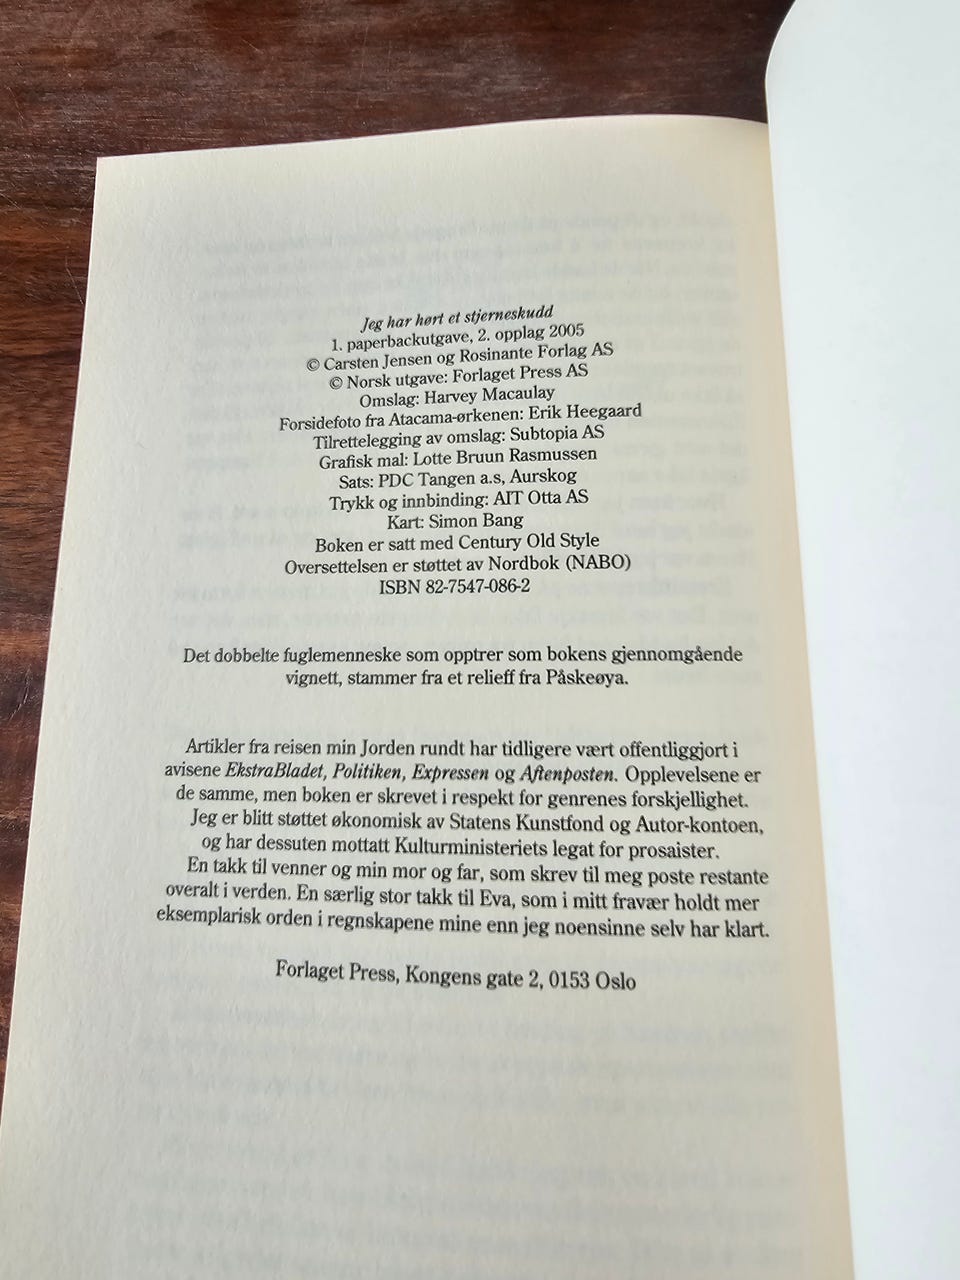 Jeg har hørt et stjerneskudd
1. paperbackutgave, 2. opplag 2005
© Carsten Jensen og Rosinante Forlag AS
© Norsk utgave: Forlaget Press AS
Omslag: Harvey Macaulay
Forsidefoto fra Atacama-ørkenen: Erik Heegaard
Tilrettelegging av omslag: Subtopia AS
Grafisk mal: Lotte Bruun Rasmussen
Sats: PDC Tangen a.s, Aurskog
Trykk og innbinding: AIT Otta AS
Kart: Simon Bang
Boken er satt med Century Old Style
Oversettelsen er støttet av Nordbok (NABO)
ISBN 82-7547-086-2
Det dobbelte fuglemenneske som opptrer som bokens gjennomgående
vignett, stammer fra et relieff fra Påskeøya.
Artikler fra reisen min Jorden rundt har tidligere vært offentliggjort i
avisene EkstraBladet, Politiken, Expressen og Aftenposten. Opplevelsene er
de samme, men boken er skrevet i respekt for genrenes forskjellighet.
Jeg er blitt støttet økonomisk av Statens Kunstfond og Autor-kontoen,
og har dessuten mottatt Kulturministeriets legat for prosaister.
En takk til venner og min mor og far, som skrev til meg poste restante
overalt i verden. En særlig stor takk til Eva, som i mitt fravær holdt mer
eksemplarisk orden i regnskapene mine enn jeg noensinne selv har klart.
Forlaget Press, Kongens gate 2, 0153 Oslo